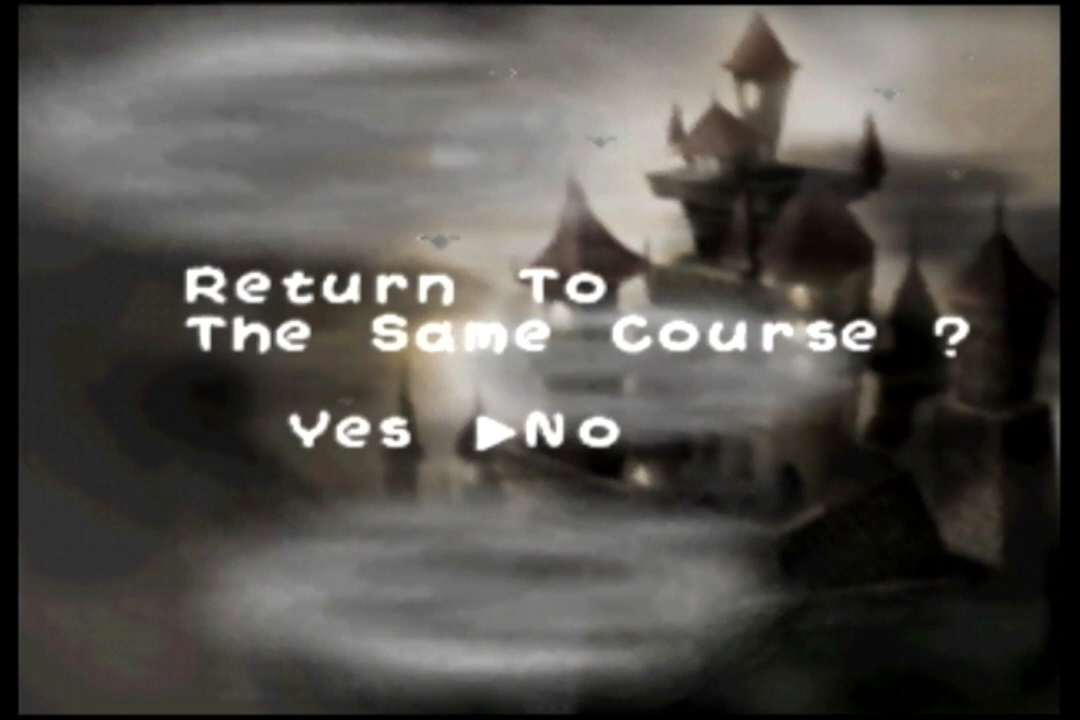 Return To
The Same Course ?
Yes ▶No